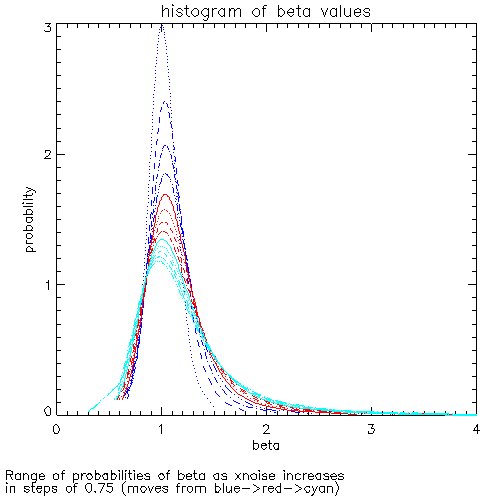 histogram of beta values
3
2
1
0
probability
0 1 2 3 4
beta
Range of probabilities of beta as xnoise increases
in steps of 0.75 (moves from blue->red->cyan)